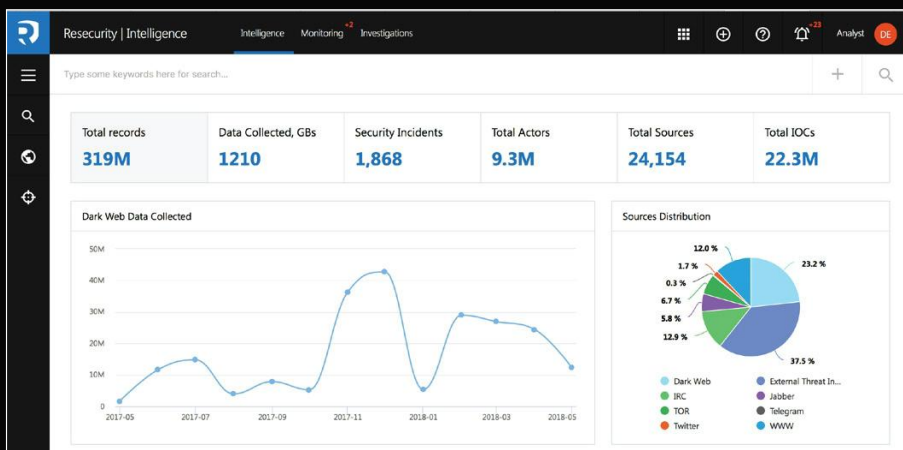 Resecurity | Intelligence
Intelligence Monitoring +2 Investigations
+23
Analyst DE
Type some keywords here for search...
Total records
319M
Data Collected, GBs
1210
Security Incidents
1,868
Total Actors
9.3M
Total Sources
24,154
Total IOCs
22.3M
Dark Web Data Collected
50M
40M
30M
20M
10M
0
2017-05 2017-07 2017-09 2017-11 2018-01 2018-03 2018-05
Sources Distribution
12.0 %
1.7 %
0.3 %
6.7 %
5.8 %
12.9 %
23.2 %
37.5 %
Dark Web External Threat In...
IRC Jabber
TOR Telegram
Twitter WWW